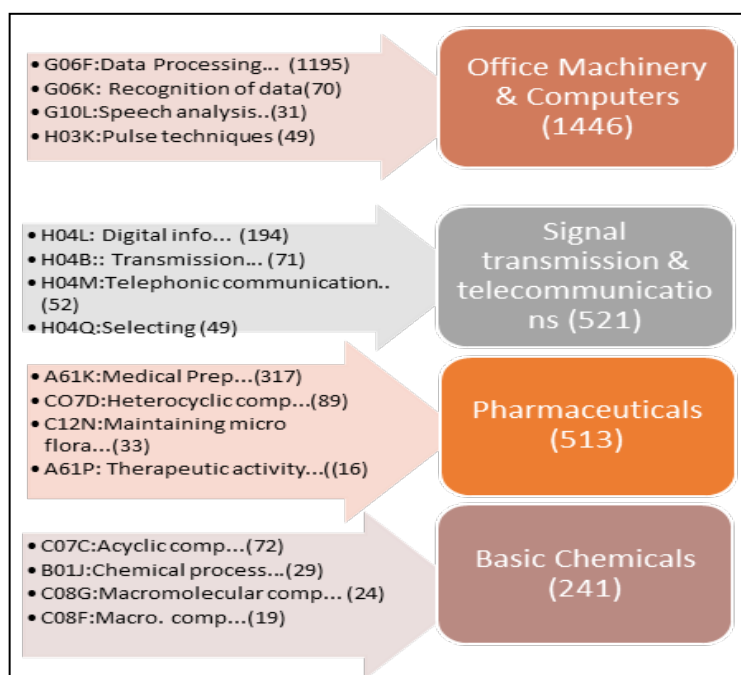 • G06F:Data Processing... (1195)
• G06K: Recognition of data(70)
• G10L:Speech analysis..(31)
• H03K:Pulse techniques (49)
Office Machinery
& Computers
(1446)
• H04L: Digital info... (194)
• H04B:: Transmission... (71)
• H04M:Telephonic communication..
(52)
• H04Q:Selecting (49)
Signal
transmission &
telecommunicatio
ns (521)
• A61K:Medical Prep...(317)
• CO7D:Heterocyclic comp...(89)
• C12N:Maintaining micro
flora...(33)
• A61P: Therapeutic activity...((16)
Pharmaceuticals
(513)
• C07C:Acyclic comp...(72)
• B01J:Chemical process...(29)
• C08G:Macromolecular comp... (24)
• C08F:Macro. comp...(19)
Basic Chemicals
(241)